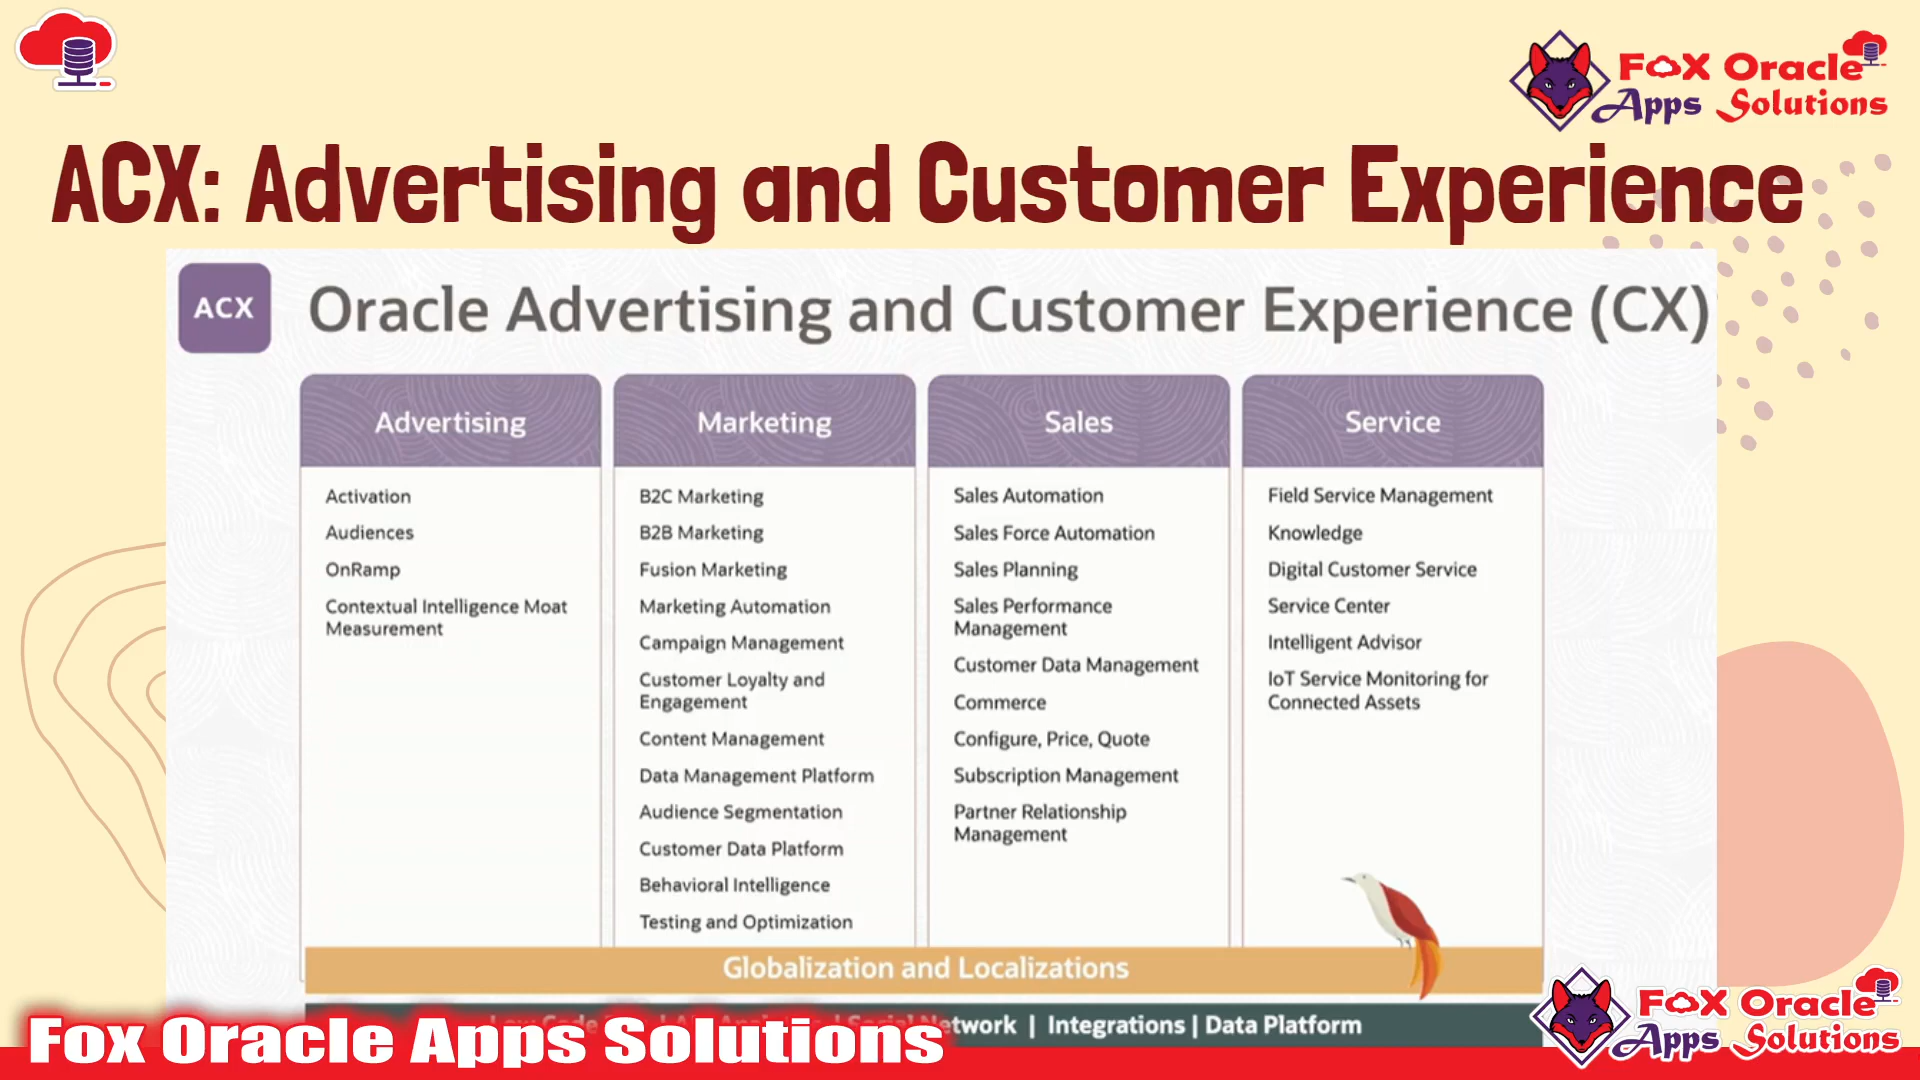 FoX Oracle
Apps Solutions
ACX: Advertising and Customer Experience
ACX
Oracle Advertising and Customer Experience (CX)
Advertising
Activation
Audiences
OnRamp
Contextual Intelligence Moat
Measurement
Marketing
B2C Marketing
B2B Marketing
Fusion Marketing
Marketing Automation
Campaign Management
Customer Loyalty and
Engagement
Content Management
Data Management Platform
Audience Segmentation
Customer Data Platform
Behavioral Intelligence
Testing and Optimization
Sales
Sales Automation
Sales Force Automation
Sales Planning
Sales Performance
Management
Customer Data Management
Commerce
Configure, Price, Quote
Subscription Management
Partner Relationship
Management
Service
Field Service Management
Knowledge
Digital Customer Service
Service Center
Intelligent Advisor
IoT Service Monitoring for
Connected Assets
Globalization and Localizations
Network | Integrations | Data Platform
Fox Oracle Apps Solutions
FoX Oracle
Apps Solutions